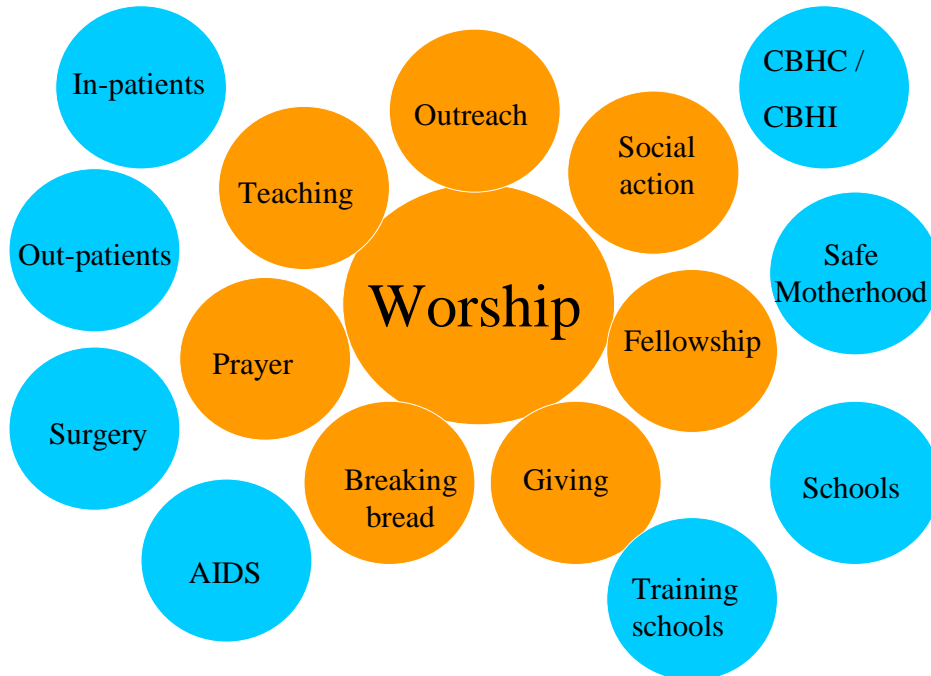 In-patients
Outreach
CBHC /
CBHI
Social
action
Teaching
Out-patients
Safe
Motherhood
Worship
Fellowship
Prayer
Surgery
Breaking
bread
Giving
Schools
AIDS
Training
schools